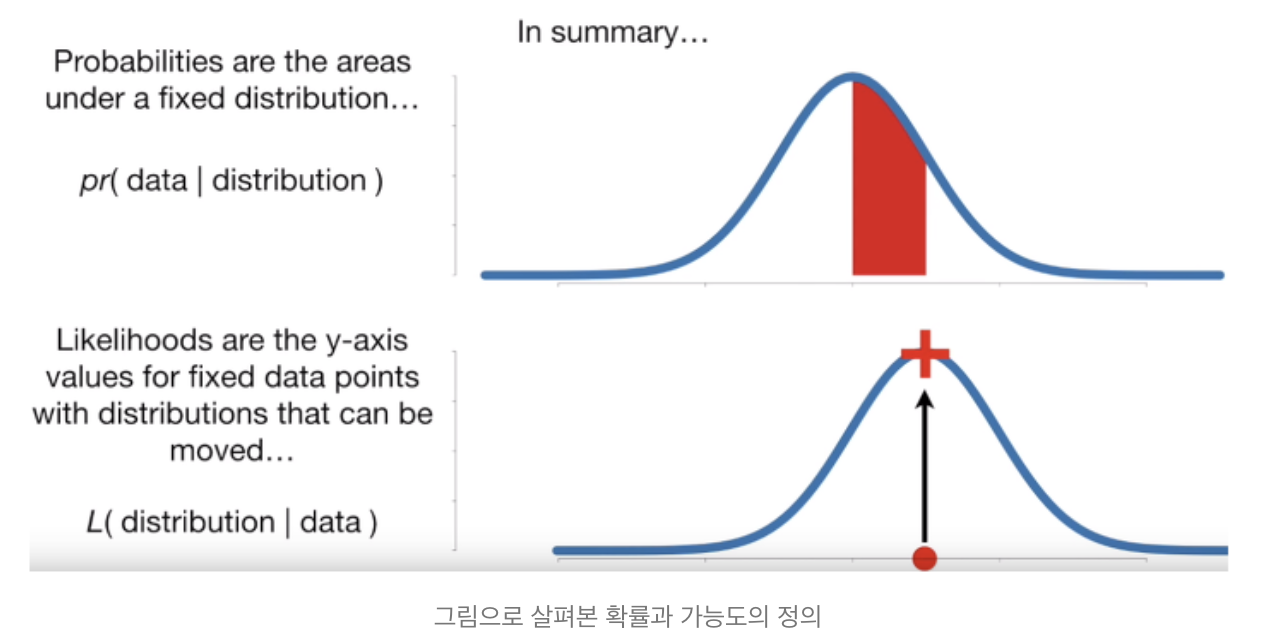 In summary…
Probabilities are the areas
under a fixed distribution…
pr( data | distribution )
Likelihoods are the y-axis
values for fixed data points
with distributions that can be
moved…
L( distribution | data )
그림으로 살펴본 확률과 가능도의 정의